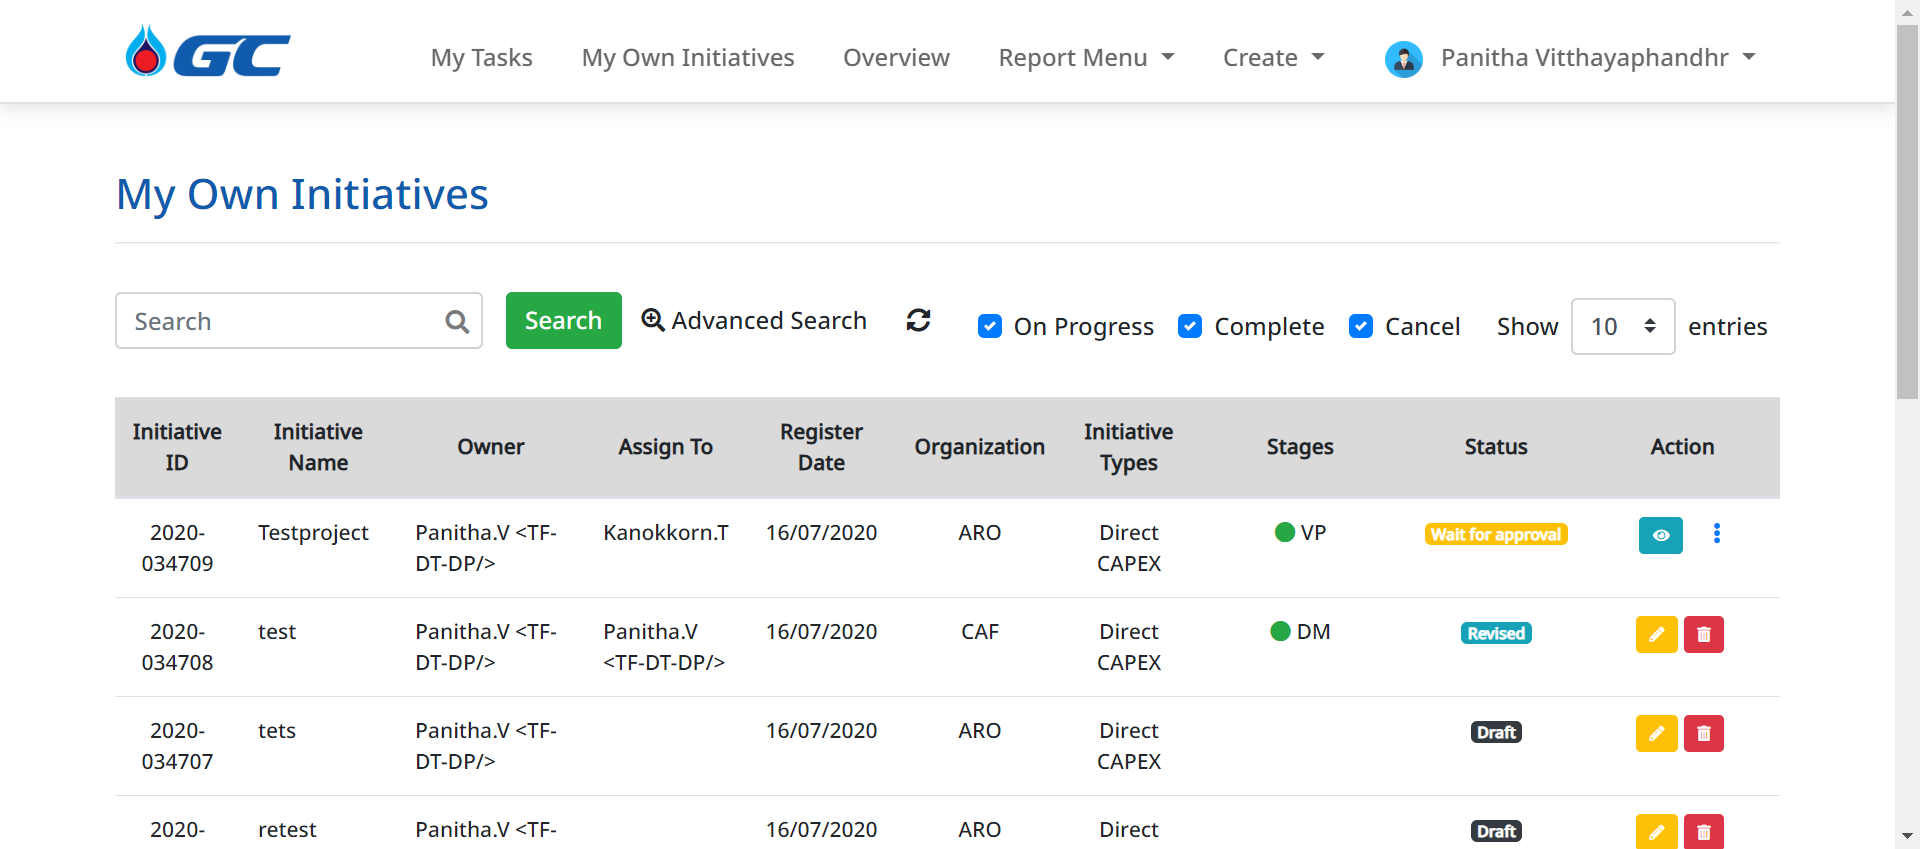 GC
My Tasks My Own Initiatives Overview Report Menu Create Panitha Vitthayaphandhr
My Own Initiatives
Search Search Advanced Search On Progress Complete Cancel Show 10 entries
Initiative ID Initiative Name Owner Assign To Register Date Organization Initiative Types Stages Status Action
2020-034709 Testproject Panitha.V <TF-DT-DP/> Kanokkorn.T 16/07/2020 ARO Direct CAPEX VP Wait for approval
2020-034708 test Panitha.V <TF-DT-DP/> Panitha.V <TF-DT-DP/> 16/07/2020 CAF Direct CAPEX DM Revised
2020-034707 tets Panitha.V <TF-DT-DP/> 16/07/2020 ARO Direct CAPEX Draft
2020- retest Panitha.V <TF- 16/07/2020 ARO Direct Draft